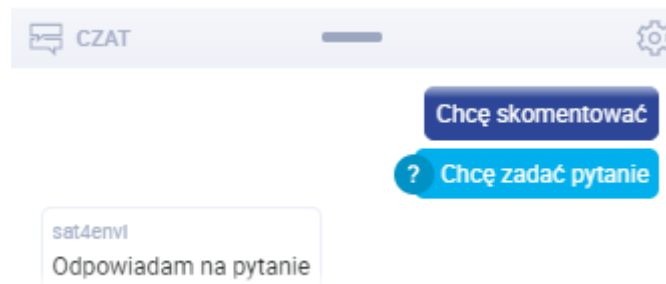 CZAT
Chcę skomentować
? Chcę zadać pytanie
sat4envi
Odpowiadam na pytanie